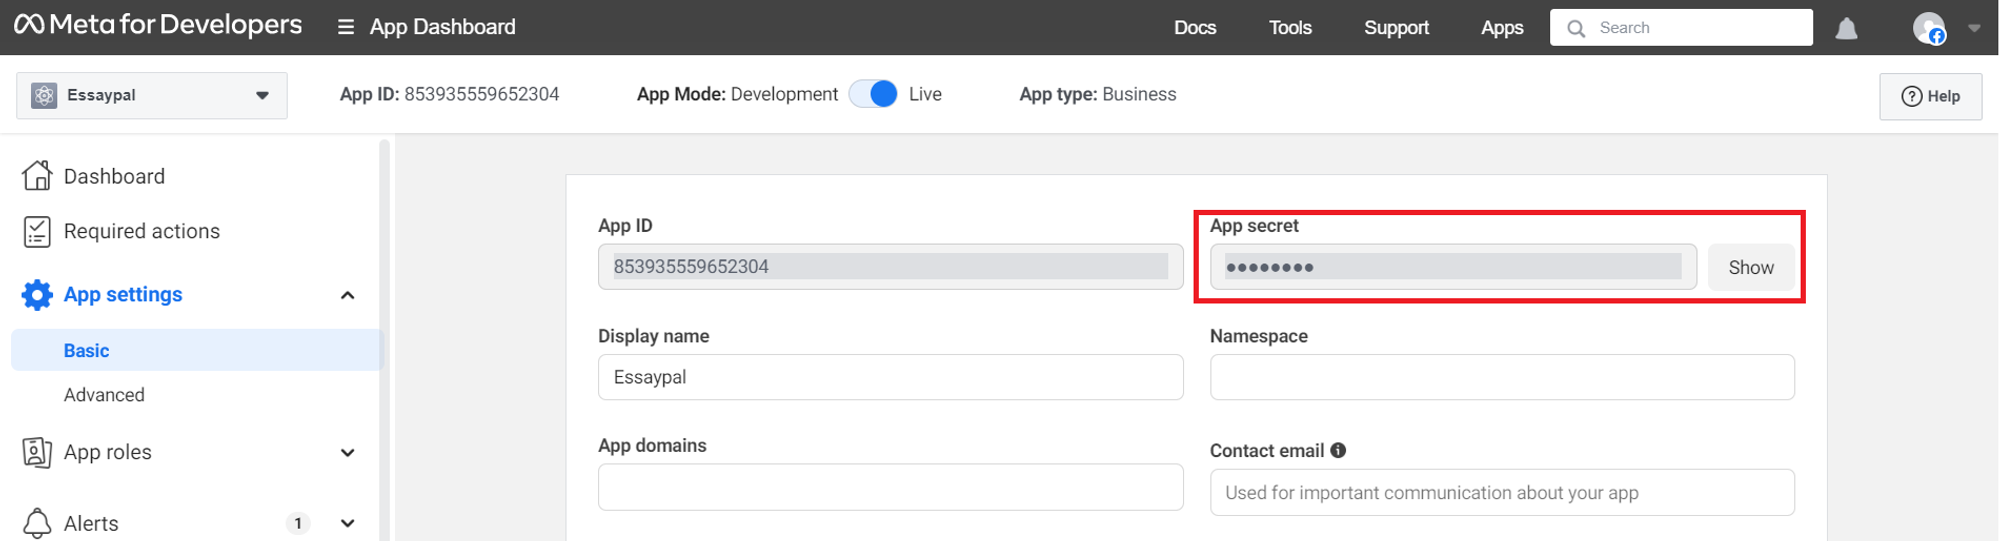 Meta for Developers
App Dashboard
Docs
Tools
Support
Apps
Search
Essaypal
App ID: 853935559652304
App Mode: Development
Live
App type: Business
Help
Dashboard
Required actions
App settings
Basic
Advanced
App roles
Alerts
1
App ID
853935559652304
App secret
••••••••
Show
Display name
Essaypal
Namespace
App domains
Contact email
Used for important communication about your app